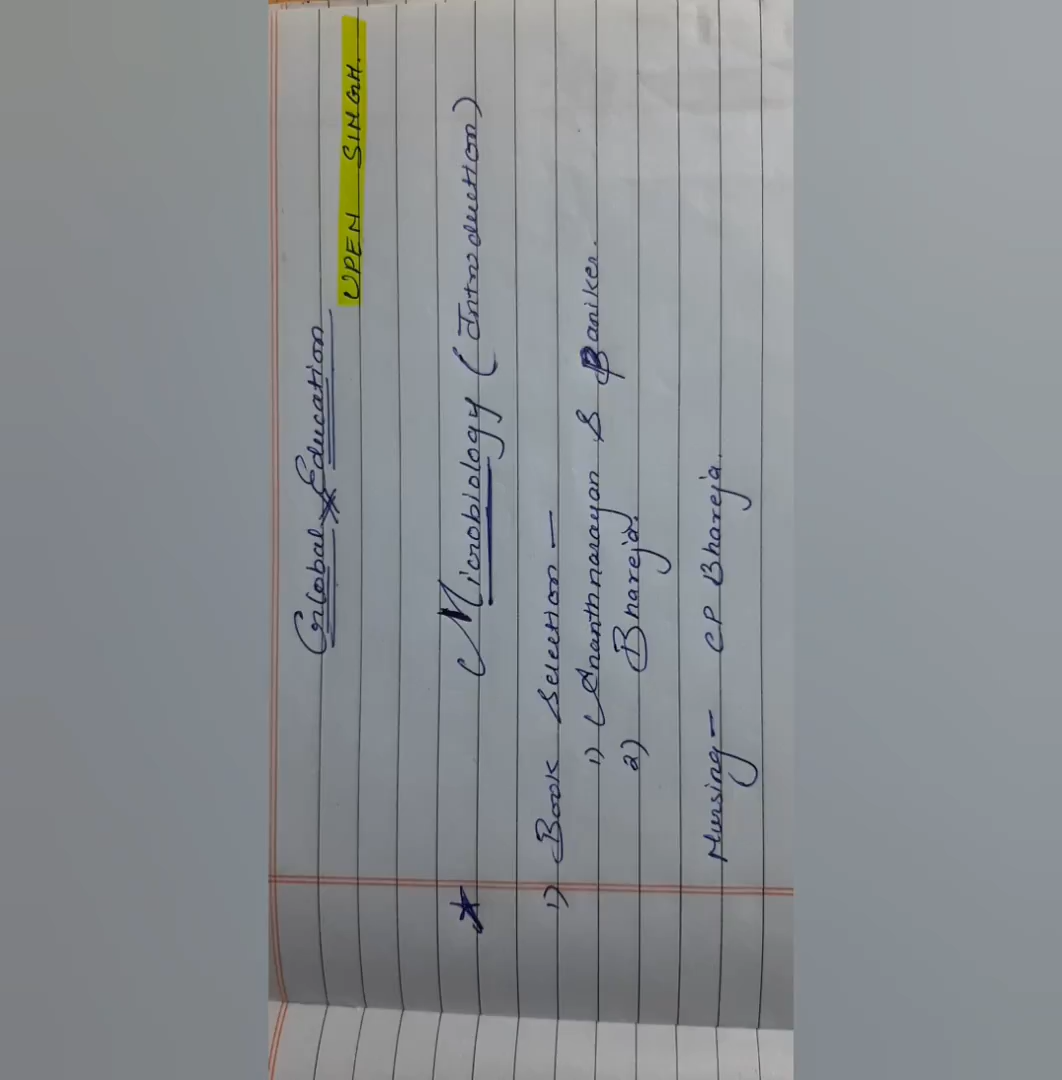 Global Education
UPEN SINGH.
★ Microbiology (Introduction)
1) Book Selection –
1) Ananthnarayan & Paniker.
2) Bhareja.
Nursing – CP Bhareja.